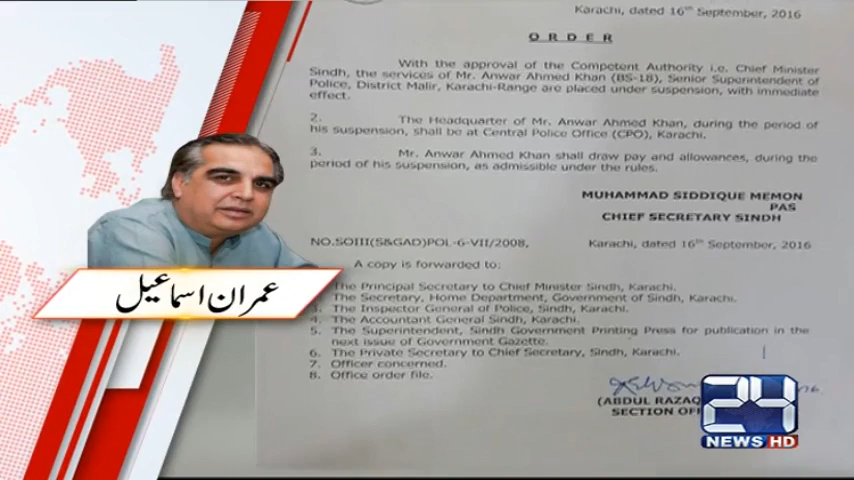 Karachi, dated 16th September, 2016
ORDER
With the approval of the Competent Authority i.e. Chief Minister
Sindh, the services of Mr. Anwar Ahmed Khan (BS-18), Senior Superintendent of
Police, District Malir, Karachi-Range are placed under suspension, with immediate
effect.
2. The Headquarter of Mr. Anwar Ahmed Khan, during the period of
his suspension, shall be at Central Police Office (CPO), Karachi.
3. Mr. Anwar Ahmed Khan shall draw pay and allowances, during the
period of his suspension, as admissible under the rules.
MUHAMMAD SIDDIQUE MEMON
PAS
CHIEF SECRETARY SINDH
NO.SOIII(S&GAD)POL-6-VII/2008, Karachi, dated 16th September, 2016
A copy is forwarded to:
The Principal Secretary to Chief Minister Sindh, Karachi.
The Secretary, Home Department, Government of Sindh, Karachi.
3. The Inspector General of Police, Sindh, Karachi.
4. The Accountant General Sindh, Karachi.
5. The Superintendent, Sindh Government Printing Press for publication in the
next issue of Government Gazette.
6. The Private Secretary to Chief Secretary, Sindh, Karachi.
7. Officer concerned.
8. Office order file.
(ABDUL
SECTION
عمران اسماعیل
24
NEWS HD